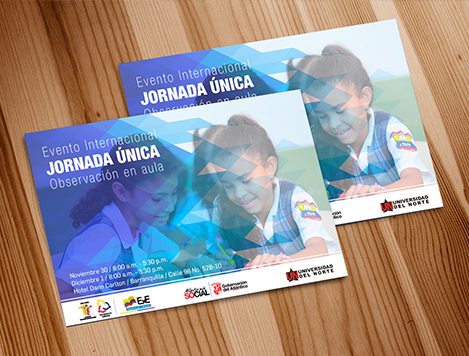 Evento Internacional
JORNADA ÚNICA
Observación en aula
Evento Internacional
JORNADA ÚNICA
Observación en aula
Noviembre 30 / 8:00 a.m. - 5:30 p.m.
Diciembre 1 / 8:00 a.m. - 3:30 p.m.
Hotel Dann Carlton / Barranquilla / Calle 98 No. 52B-10
SOCIAL
Gobernación
del Atlántico
UNIVERSIDAD
DEL NORTE
UNIVERSIDAD
DEL NORTE